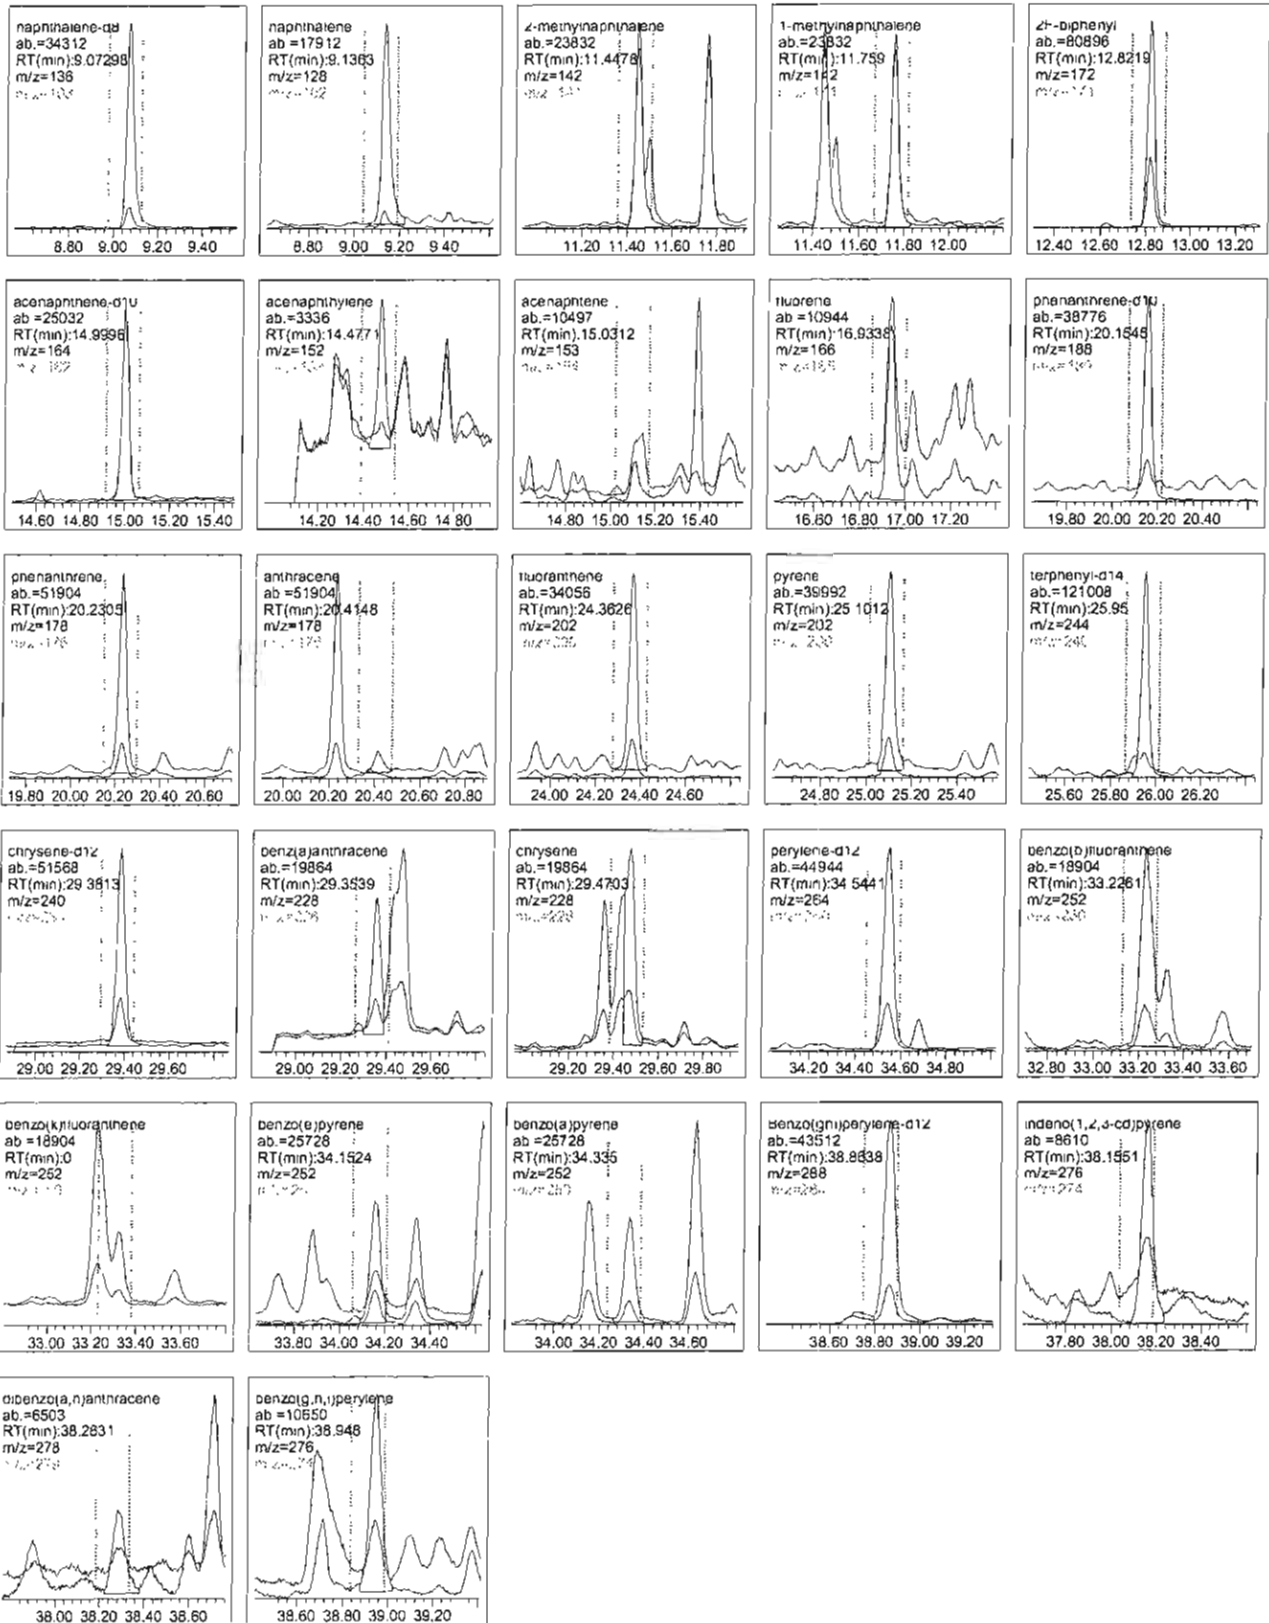 naphthalene-d8
ab.=34312
RT(min):9.07298
m/z=136
8.80 9.00 9.20 9.40
naphthalene
ab =17912
RT(min):9.1363
m/z=128
8.80 9.00 9.20 9.40
2-methylnaphthalene
ab.=23832
RT(min):11.4478
m/z=142
11.20 11.40 11.60 11.80
1-methylnaphthalene
ab.=23832
RT(min):11.759
m/z=142
11.40 11.60 11.80 12.00
2F-biphenyl
ab.=80896
RT(min):12.8219
m/z=172
12.40 12.60 12.80 13.00 13.20
acenaphthene-d10
ab =25032
RT(min):14.9996
m/z=164
14.60 14.80 15.00 15.20 15.40
acenaphthylene
ab.=3336
RT(min):14.4771
m/z=152
14.20 14.40 14.60 14.80
acenaphtene
ab.=10497
RT(min).15.0312
m/z=153
14.80 15.00 15.20 15.40
fluorene
ab =10944
RT(min):16.9338
m/z=166
16.60 16.80 17.00 17.20
phenanthrene-d10
ab.=38776
RT(min):20.1545
m/z=188
19.80 20.00 20.20 20.40
phenanthrene
ab.=51904
RT(min):20.2305
m/z=178
19.80 20.00 20.20 20.40 20.60
anthracene
ab =51904
RT(min):20.4148
m/z=178
20.00 20.20 20.40 20.60 20.80
fluoranthene
ab.=34056
RT(min):24.3626
m/z=202
24.00 24.20 24.40 24.60
pyrene
ab.=39992
RT(min):25 1012
m/z=202
24.80 25.00 25.20 25.40
terphenyl-d14
ab.=121008
RT(min):25.95
m/z=244
25.60 25.80 26.00 26.20
chrysene-d12
ab.=51568
RT(min):29 3813
m/z=240
29.00 29.20 29.40 29.60
benz(a)anthracene
ab.=19864
RT(min):29.3539
m/z=228
29.00 29.20 29.40 29.60
chrysene
ab.=19864
RT(min):29.4703
m/z=228
29.20 29.40 29.60 29.80
perylene-d12
ab.=44944
RT(min):34 5441
m/z=264
34.20 34.40 34.60 34.80
benzo(b)fluoranthene
ab.=18904
RT(min):33.2261
m/z=252
32.80 33.00 33.20 33.40 33.60
benzo(k)fluoranthene
ab =18904
RT(min):0
m/z=252
33.00 33 20 33.40 33.60
benzo(e)pyrene
ab.=25728
RT(min):34.1524
m/z=252
33.80 34.00 34.20 34.40
benzo(a)pyrene
ab =25728
RT(min):34.335
m/z=252
34.00 34.20 34.40 34.60
Benzo(ghi)perylene-d12
ab.=43512
RT(min):38.8638
m/z=288
38.60 38.80 39.00 39.20
indeno(1,2,3-cd)pyrene
ab.=8610
RT(min):38.1551
m/z=276
37.80 38.00 38.20 38.40
dibenzo(a,h)anthracene
ab.=6503
RT(min):38.2831
m/z=278
38.00 38.20 38.40 38.60
benzo(g,h,i)perylene
ab =10650
RT(min):38.948
m/z=276
38.60 38.80 39.00 39.20